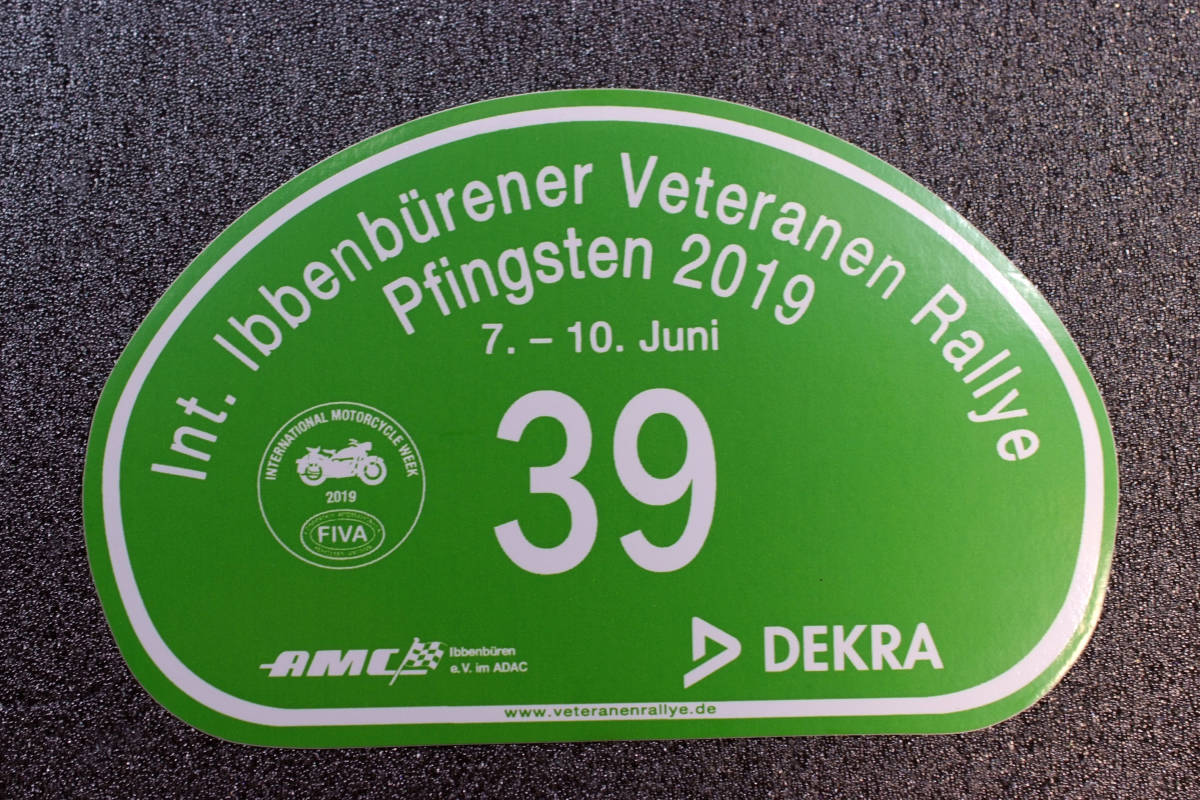 Int. Ibbenbürener Veteranen Rallye
Pfingsten 2019
7. – 10. Juni
39
INTERNATIONAL MOTORCYCLE WEEK
2019
FIVA
AMC
Ibbenbüren
e.V. im ADAC
DEKRA
www.veteranenrallye.de